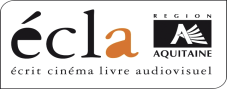 écla
REGION
AQUITAINE
écrit cinéma livre audiovisuel